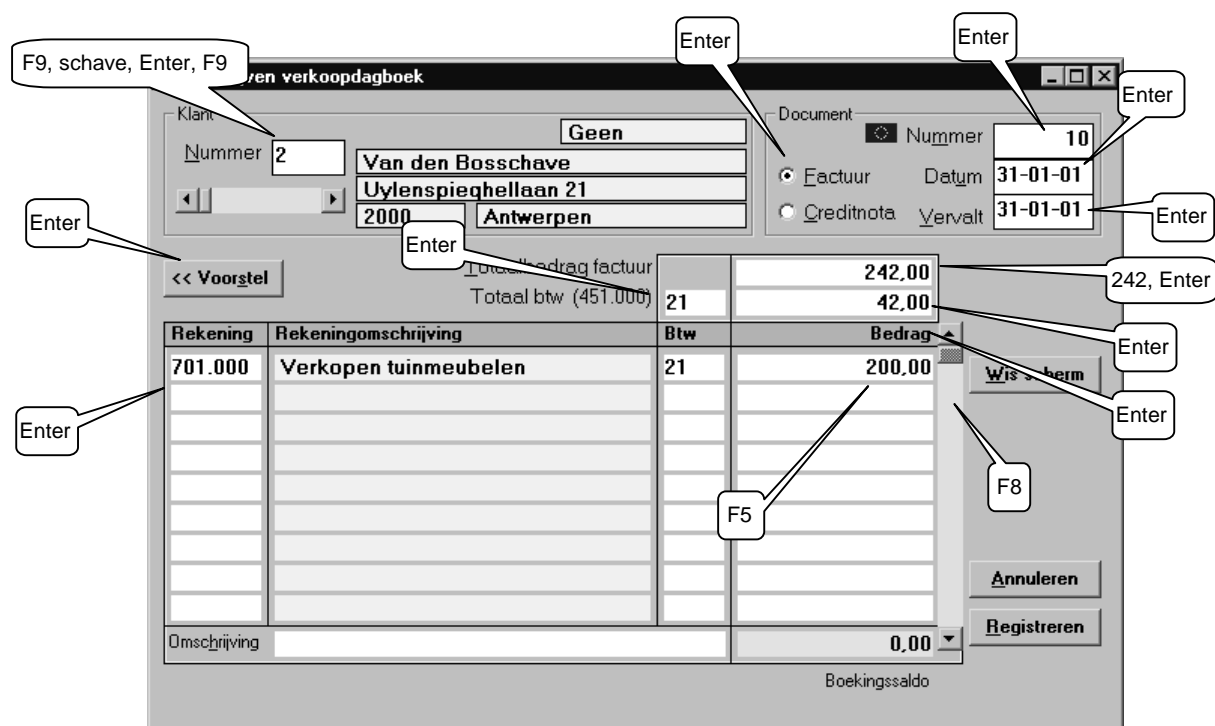 Enter
Enter
F9, schave, Enter, F9
ven verkoopdagboek
Enter
Klant
Document
Geen
Nummer
10
Nummer 2
Van den Bosschave
Factuur
Datum
31-01-01
Uylenspieghellaan 21
Creditnota
Vervalt
31-01-01
Enter
2000
Antwerpen
Enter
Enter
<< Voorstel
Totaalbedrag factuur
242,00
242, Enter
Totaal btw (451.000)
21
42,00
Enter
Rekening
Rekeningomschrijving
Btw
Bedrag
701.000
Verkopen tuinmeubelen
21
200,00
Wis scherm
Enter
Enter
F8
F5
Annuleren
Registreren
Omschrijving
0,00
Boekingssaldo